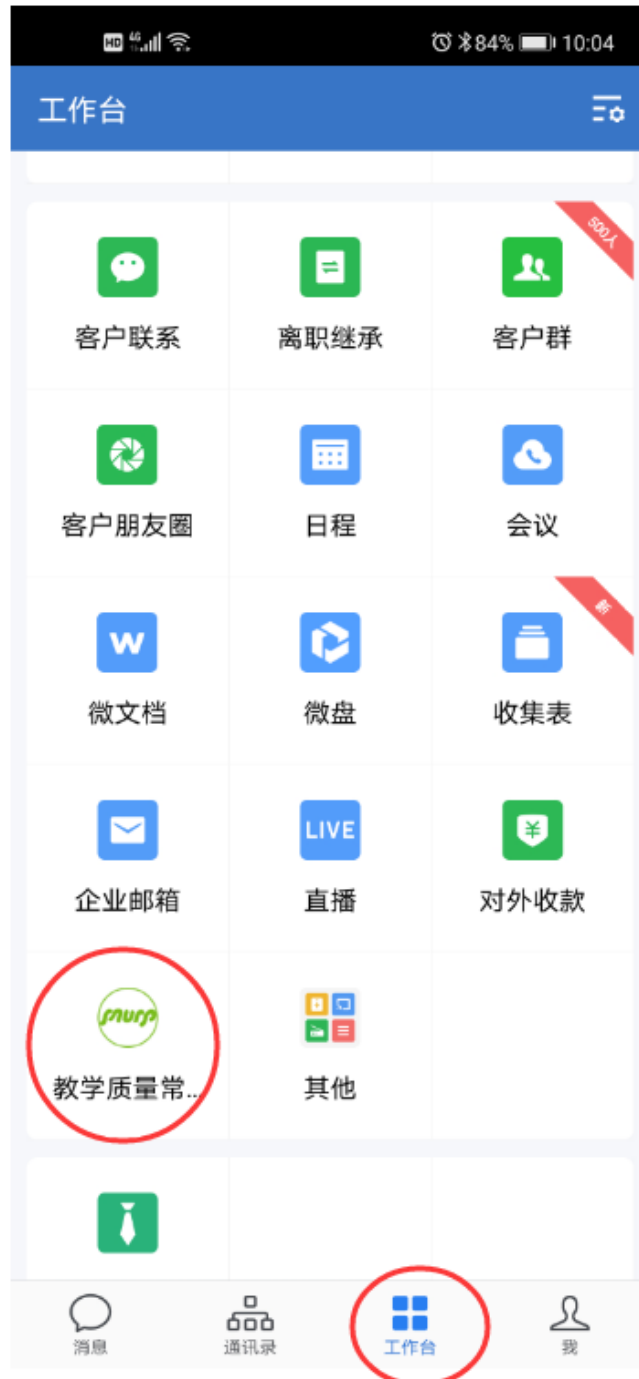 HD 4G 84% 10:04
工作台
500人
客户联系 离职继承 客户群
客户朋友圈 日程 会议
新
W
微文档 微盘 收集表
LIVE
¥
企业邮箱 直播 对外收款
教学质量常... 其他
消息 通讯录 工作台 我